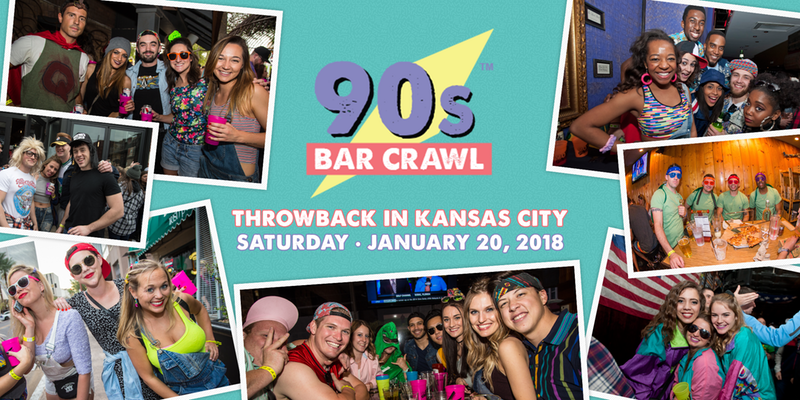 90s™
BAR CRAWL
THROWBACK IN KANSAS CITY
SATURDAY · JANUARY 20, 2018